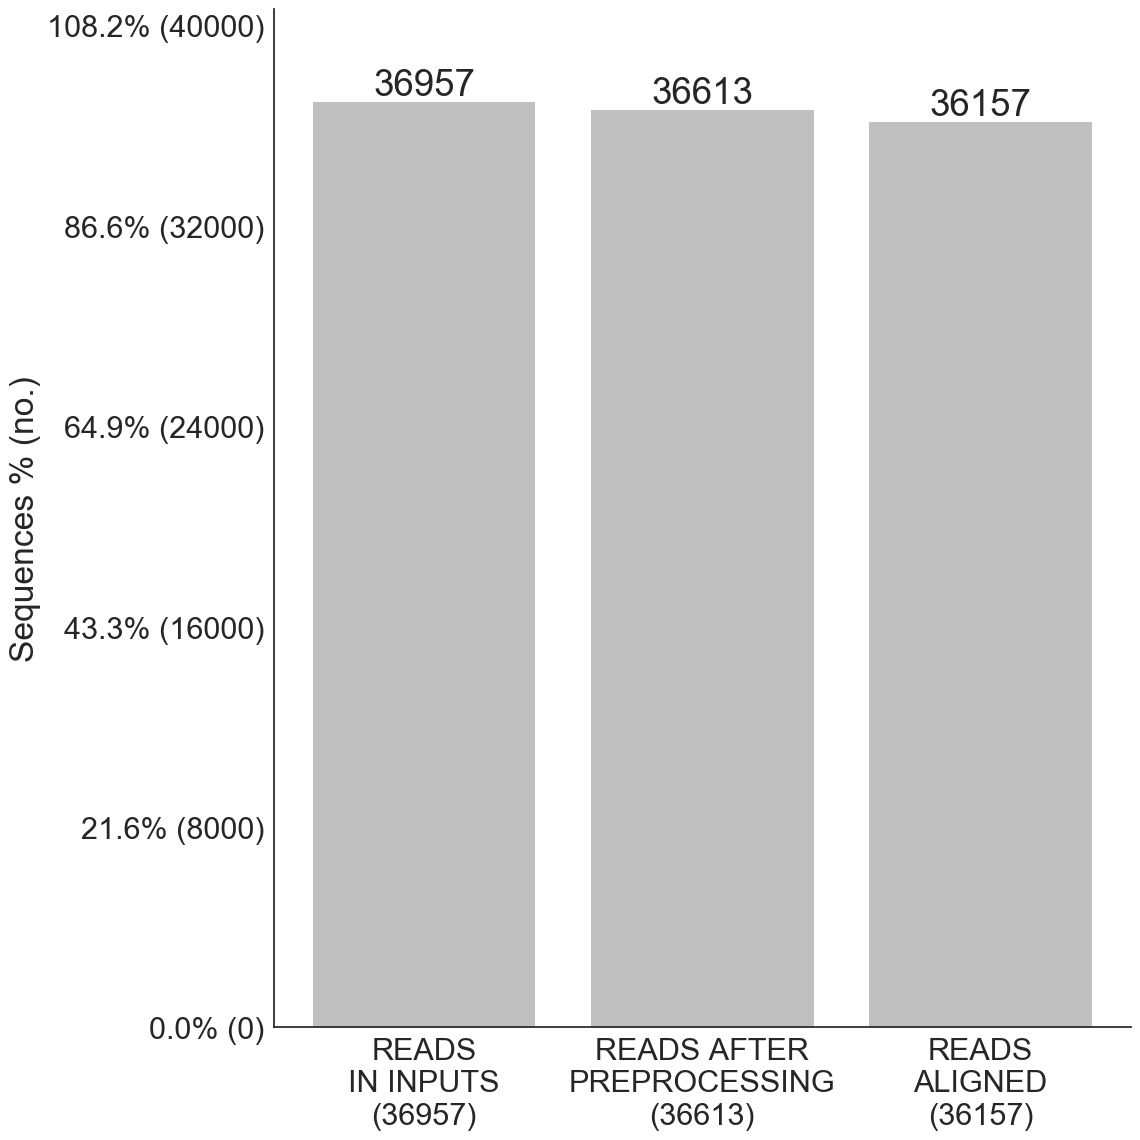 108.2% (40000)
86.6% (32000)
64.9% (24000)
43.3% (16000)
21.6% (8000)
0.0% (0)
Sequences % (no.)
36957
36613
36157
READS
IN INPUTS
(36957)
READS AFTER
PREPROCESSING
(36613)
READS
ALIGNED
(36157)